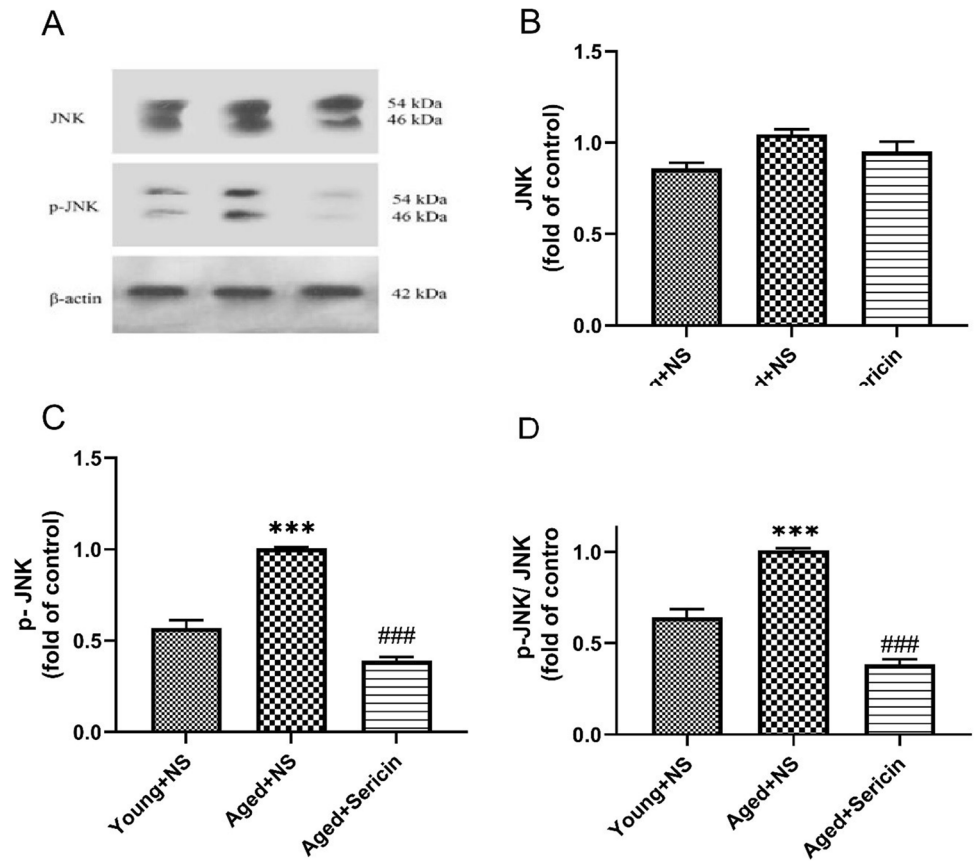 A
JNK
54 kDa
46 kDa
p-JNK
54 kDa
46 kDa
β-actin
42 kDa
B
JNK
(fold of control)
1.5
1.0
0.5
0.0
g+NS
d+NS
ericin
C
p- JNK
(fold of control)
1.5
1.0
0.5
0.0
***
###
Young+NS
Aged+NS
Aged+Sericin
D
p-JNK/ JNK
(fold of contro
1.0
0.5
0.0
***
###
Young+NS
Aged+NS
Aged+Sericin